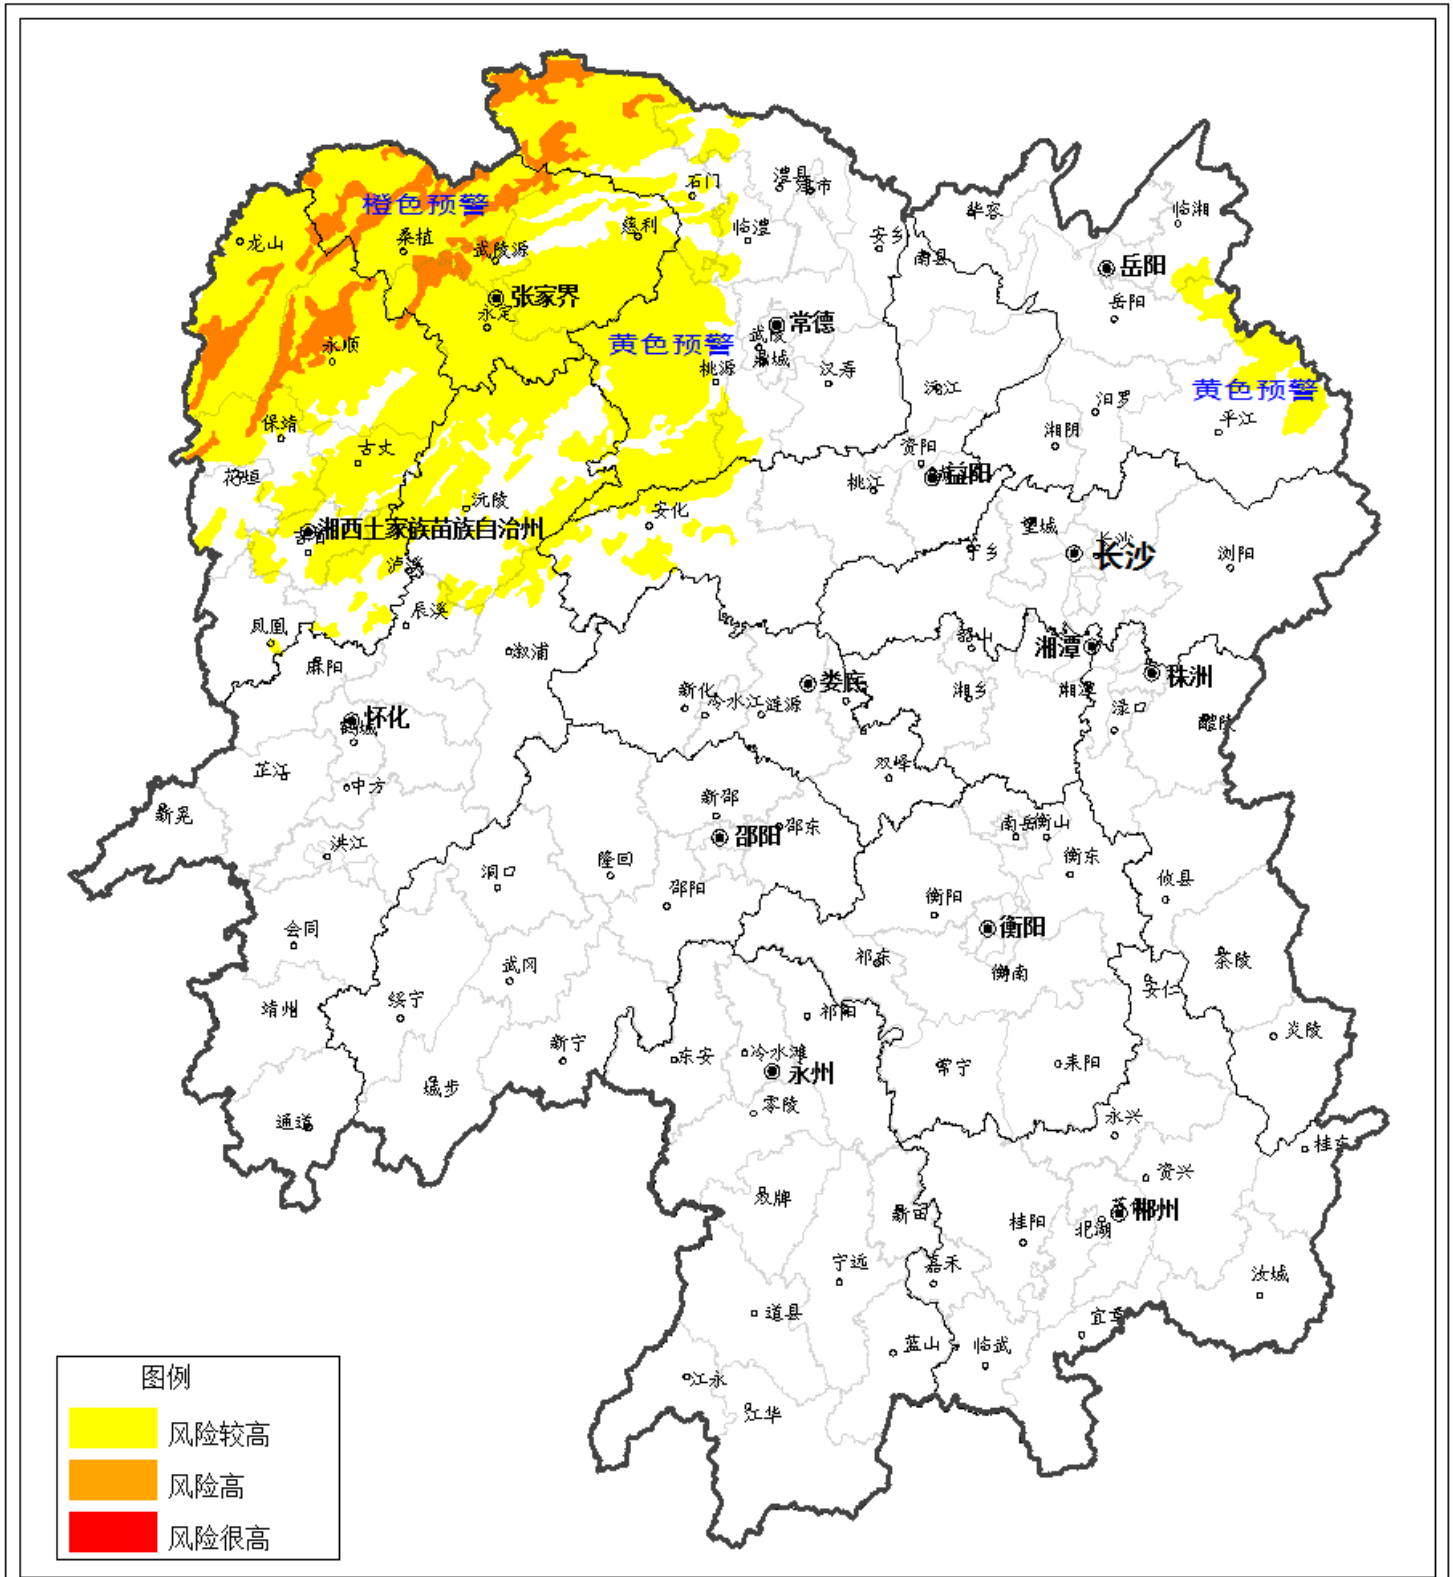 石门
澧县
津市
临湘
橙色预警
华容
慈利
临澧
安乡
龙山
桑植
武陵源
南县
岳阳
张家界
岳阳
永定
常德
武陵
黄色预警
永顺
鼎城
桃源
汉寿
沅江
黄色预警
汨罗
平江
保靖
湘阴
古丈
资阳
花垣
益阳
桃江
沅陵
安化
湘西土家族苗族自治州
望城
长沙
长沙
宁乡
浏阳
泸溪
辰溪
凤凰
韶山
溆浦
麻阳
湘潭
株洲
娄底
新化
冷水江
涟源
湘乡
湘潭
渌口
怀化
鹤城
醴陵
芷江
中方
双峰
新晃
新邵
邵东
邵阳
南岳
衡山
洪江
隆回
洞口
衡东
攸县
邵阳
衡阳
会同
衡阳
祁东
武冈
衡南
茶陵
安仁
靖州
绥宁
祁阳
炎陵
新宁
东安
冷水滩
永州
常宁
耒阳
城步
零陵
通道
永兴
桂东
资兴
双牌
新田
桂阳
郴州
北湖
宁远
嘉禾
汝城
道县
宜章
蓝山
临武
江永
江华
图例
风险较高
风险高
风险很高